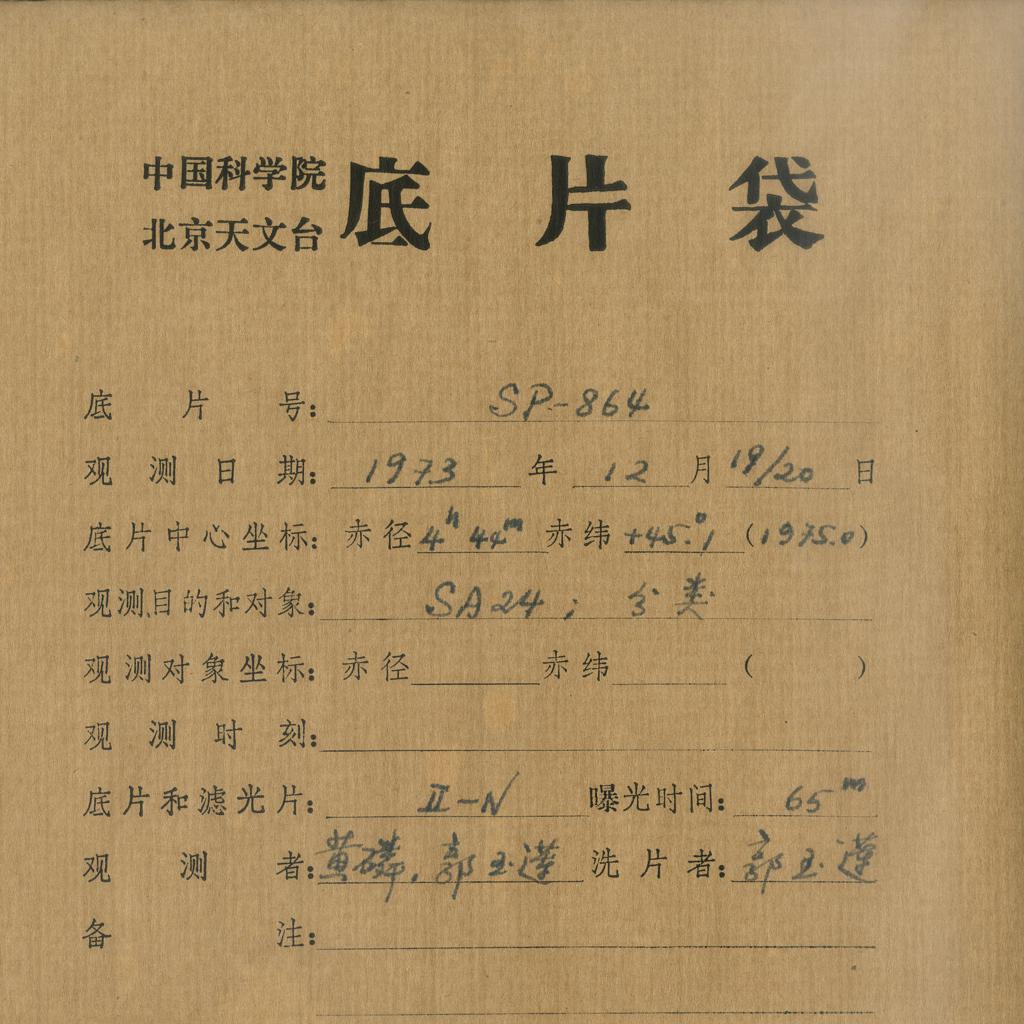 中国科学院
北京天文台
底片袋
底片号: SP-864
观测日期: 1973 年 12 月 19/20 日
底片中心坐标: 赤径 4ʰ 44ᵐ 赤纬 +45.°1 (1975.0)
观测目的和对象: SA24; 分类
观测对象坐标: 赤径 赤纬 ( )
观测时刻:
底片和滤光片: II-N 曝光时间: 65ᵐ
观测者: 黄磷, 郭玉莲 洗片者: 郭玉莲
备注: